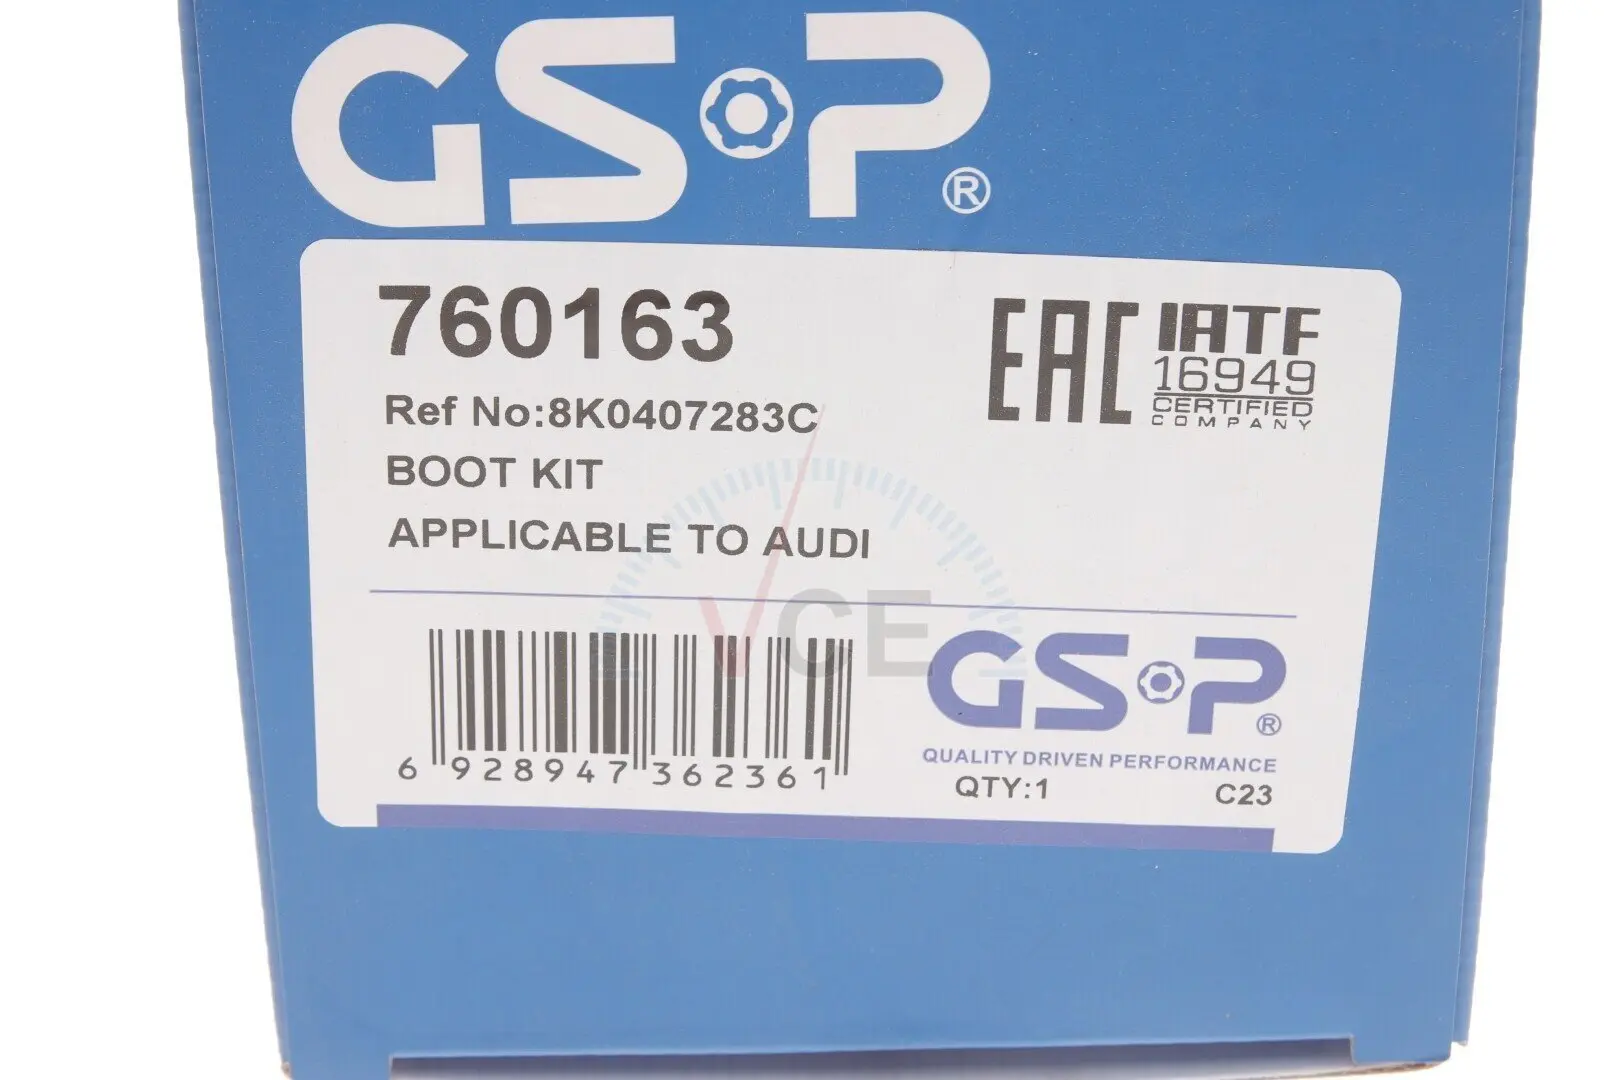 GSP®
760163
Ref No:8K0407283C
BOOT KIT
APPLICABLE TO AUDI
EAC
IATF
16949
CERTIFIED
COMPANY
VCE
6 928947 362361
GSP®
QUALITY DRIVEN PERFORMANCE
QTY:1
C23